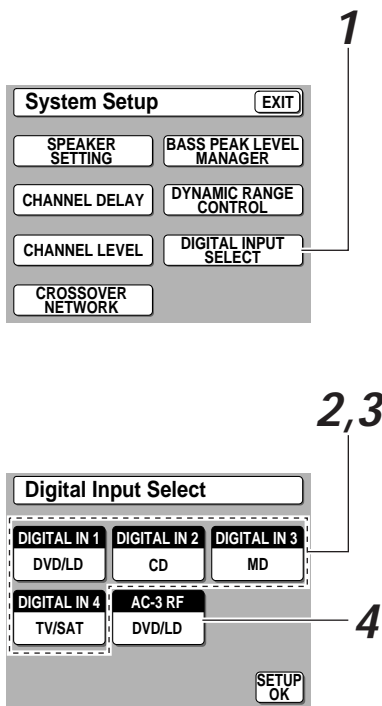 1
System Setup EXIT
SPEAKER SETTING
BASS PEAK LEVEL MANAGER
CHANNEL DELAY
DYNAMIC RANGE CONTROL
CHANNEL LEVEL
DIGITAL INPUT SELECT
CROSSOVER NETWORK
2,3
Digital Input Select
DIGITAL IN 1 DIGITAL IN 2 DIGITAL IN 3
DVD/LD CD MD
DIGITAL IN 4 AC-3 RF
TV/SAT DVD/LD
4
SETUP OK